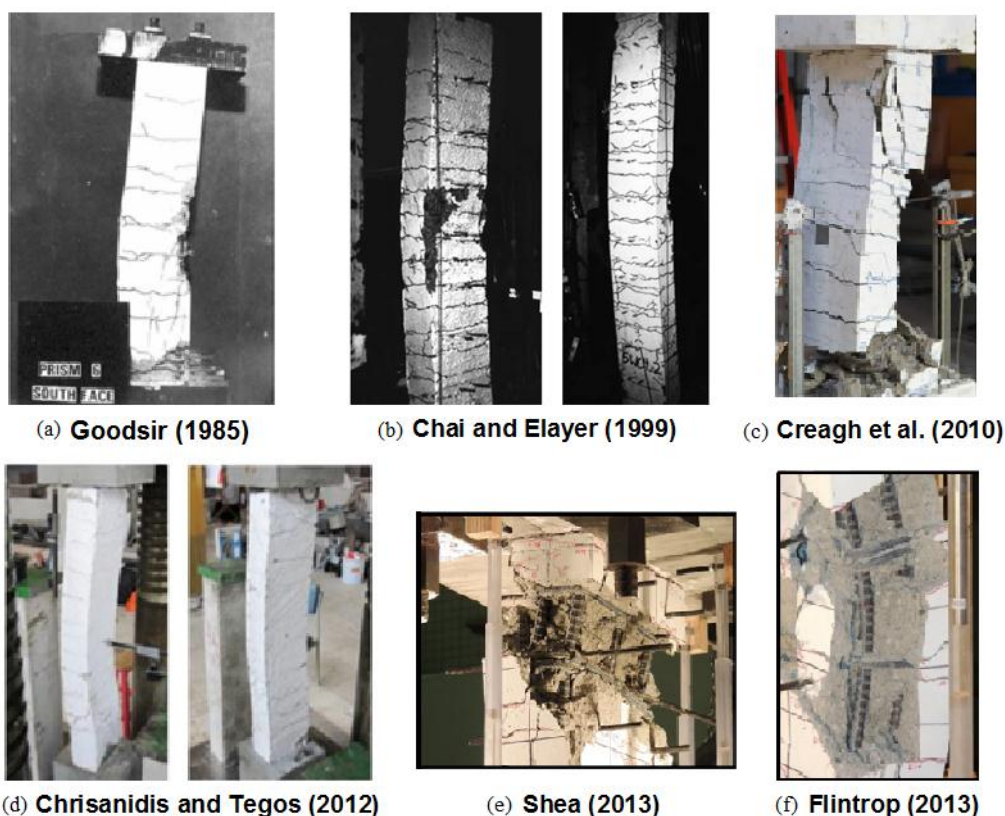 PRISM 6
SOUTH FACE
(a) Goodsir (1985)
(b) Chai and Elayer (1999)
(c) Creagh et al. (2010)
(d) Chrisanidis and Tegos (2012)
(e) Shea (2013)
(f) Flintrop (2013)